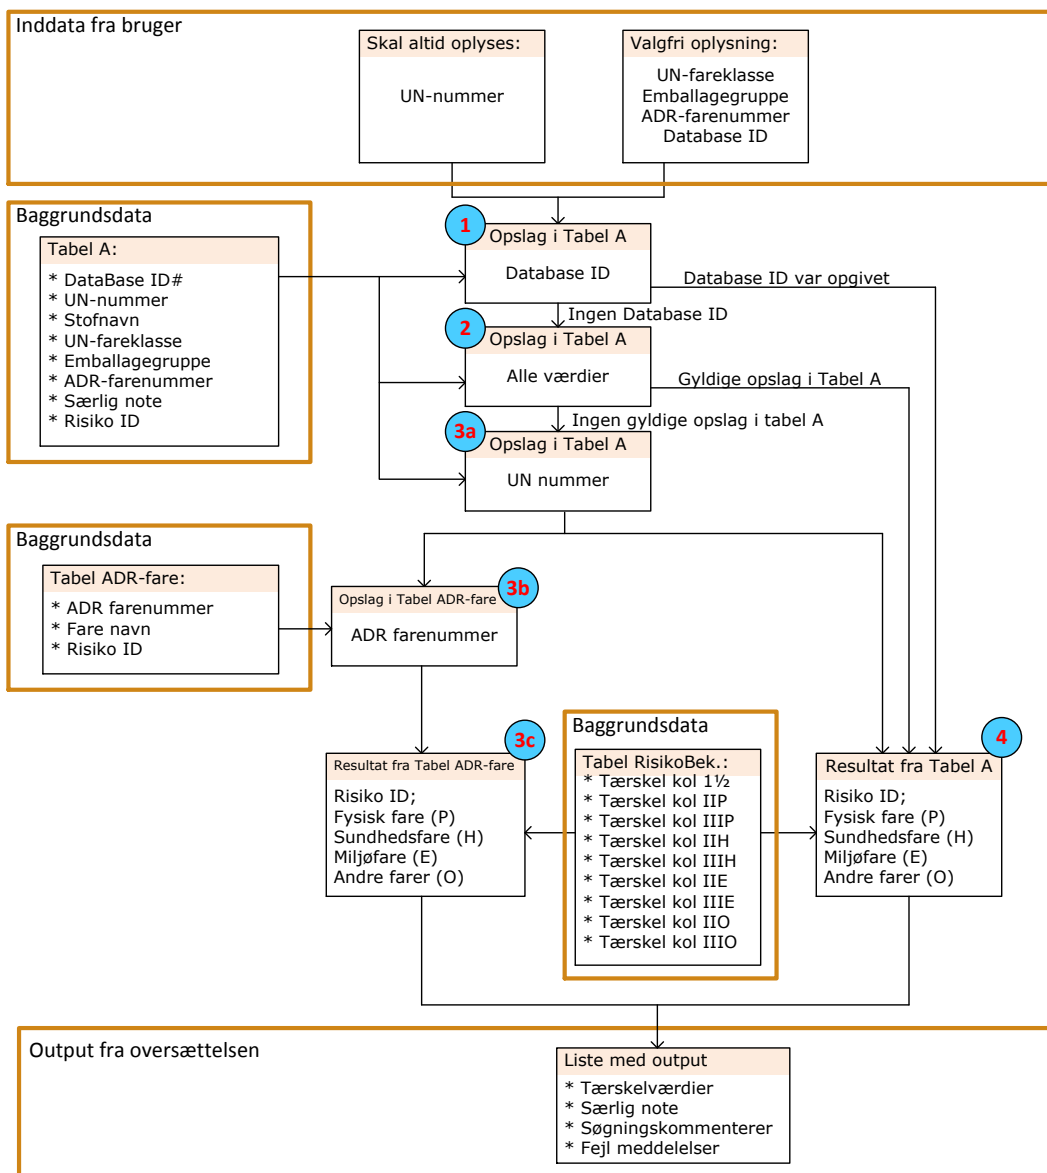 Inddata fra bruger
Skal altid oplyses:
UN-nummer
Valgfri oplysning:
UN-fareklasse
Emballagegruppe
ADR-farenummer
Database ID
Baggrundsdata
Tabel A:
* DataBase ID#
* UN-nummer
* Stofnavn
* UN-fareklasse
* Emballagegruppe
* ADR-farenummer
* Særlig note
* Risiko ID
1
Opslag i Tabel A
Database ID
Database ID var opgivet
Ingen Database ID
2
Opslag i Tabel A
Alle værdier
Gyldige opslag i Tabel A
Ingen gyldige opslag i tabel A
3a
Opslag i Tabel A
UN nummer
Baggrundsdata
Tabel ADR-fare:
* ADR farenummer
* Fare navn
* Risiko ID
3b
Opslag i Tabel ADR-fare
ADR farenummer
3c
Resultat fra Tabel ADR-fare
Risiko ID;
Fysisk fare (P)
Sundhedsfare (H)
Miljøfare (E)
Andre farer (O)
Baggrundsdata
Tabel RisikoBek.:
* Tærskel kol 1½
* Tærskel kol IIP
* Tærskel kol IIIP
* Tærskel kol IIH
* Tærskel kol IIIH
* Tærskel kol IIE
* Tærskel kol IIIE
* Tærskel kol IIO
* Tærskel kol IIIO
4
Resultat fra Tabel A
Risiko ID;
Fysisk fare (P)
Sundhedsfare (H)
Miljøfare (E)
Andre farer (O)
Output fra oversættelsen
Liste med output
* Tærskelværdier
* Særlig note
* Søgningskommenterer
* Fejl meddelelser